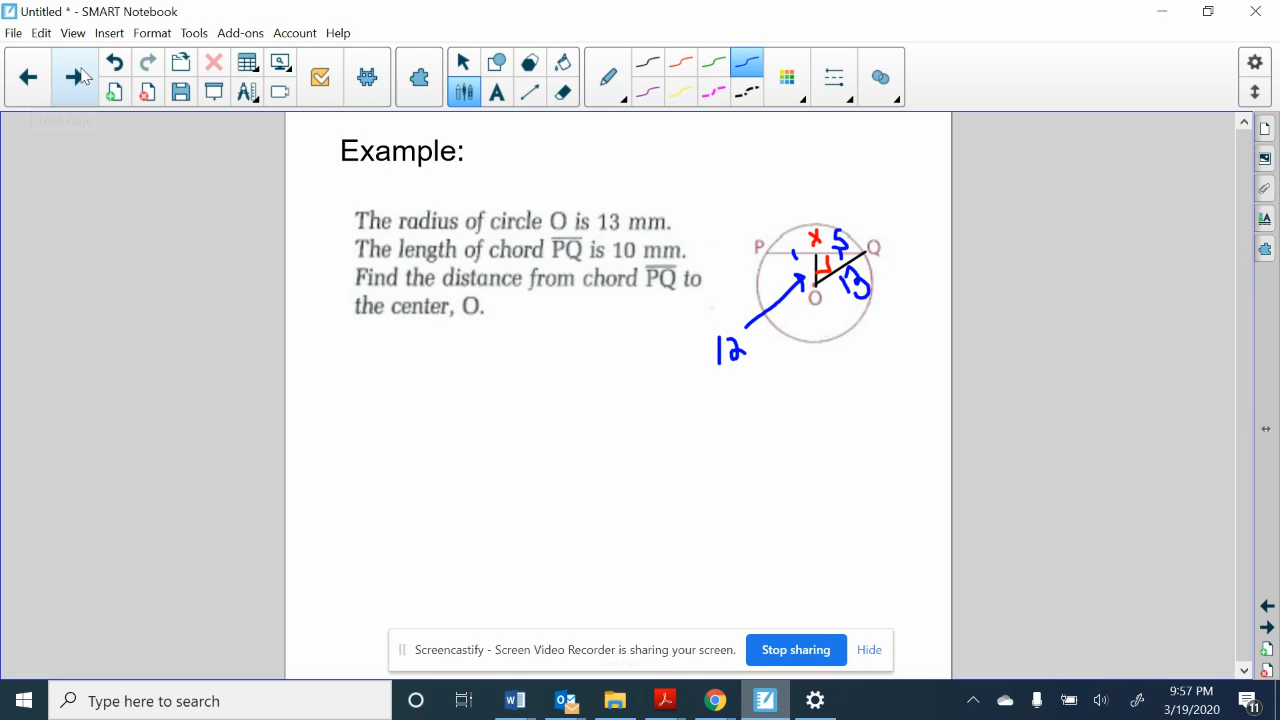 Untitled * - SMART Notebook
File Edit View Insert Format Tools Add-ons Account Help
Next Page
Example:
The radius of circle O is 13 mm.
The length of chord PQ is 10 mm.
Find the distance from chord PQ to
the center, O.
x 5
P Q
13
O
12
Screencastify - Screen Video Recorder is sharing your screen. Stop sharing Hide
Type here to search
9:57 PM
3/19/2020
11